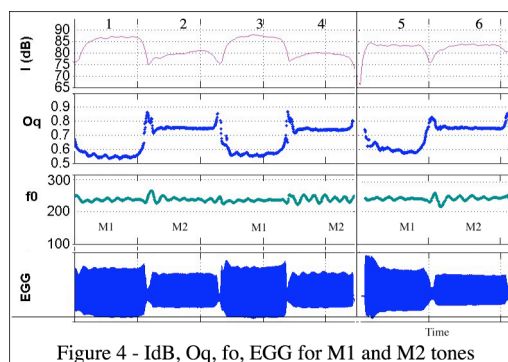 1 2 3 4 5 6
90
85
80
75
70
65
I (dB)
0.9
0.8
0.7
0.6
0.5
Oq
300
200
100
f0
M1 M2 M1 M2 M1 M2
EGG
Time
Figure 4 - IdB, Oq, fo, EGG for M1 and M2 tones